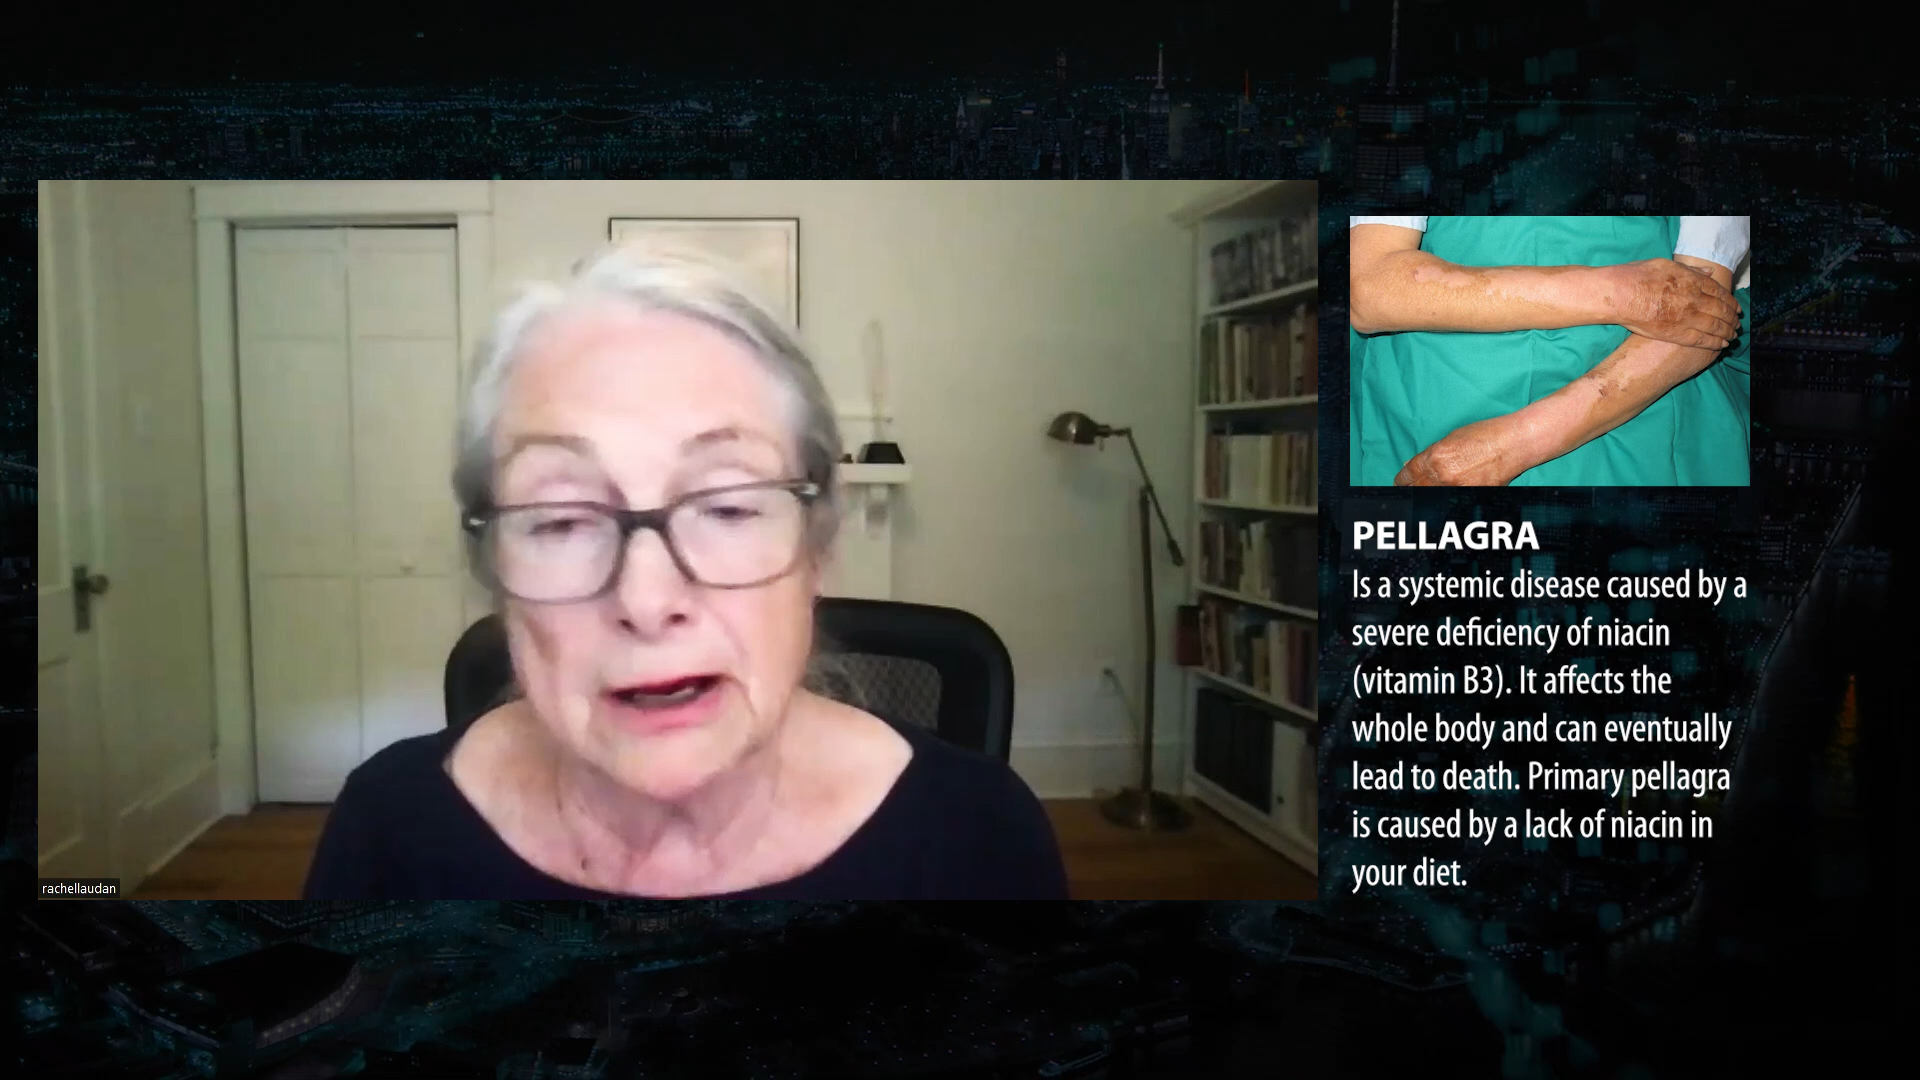 rachellaudan
PELLAGRA
Is a systemic disease caused by a
severe deficiency of niacin
(vitamin B3). It affects the
whole body and can eventually
lead to death. Primary pellagra
is caused by a lack of niacin in
your diet.